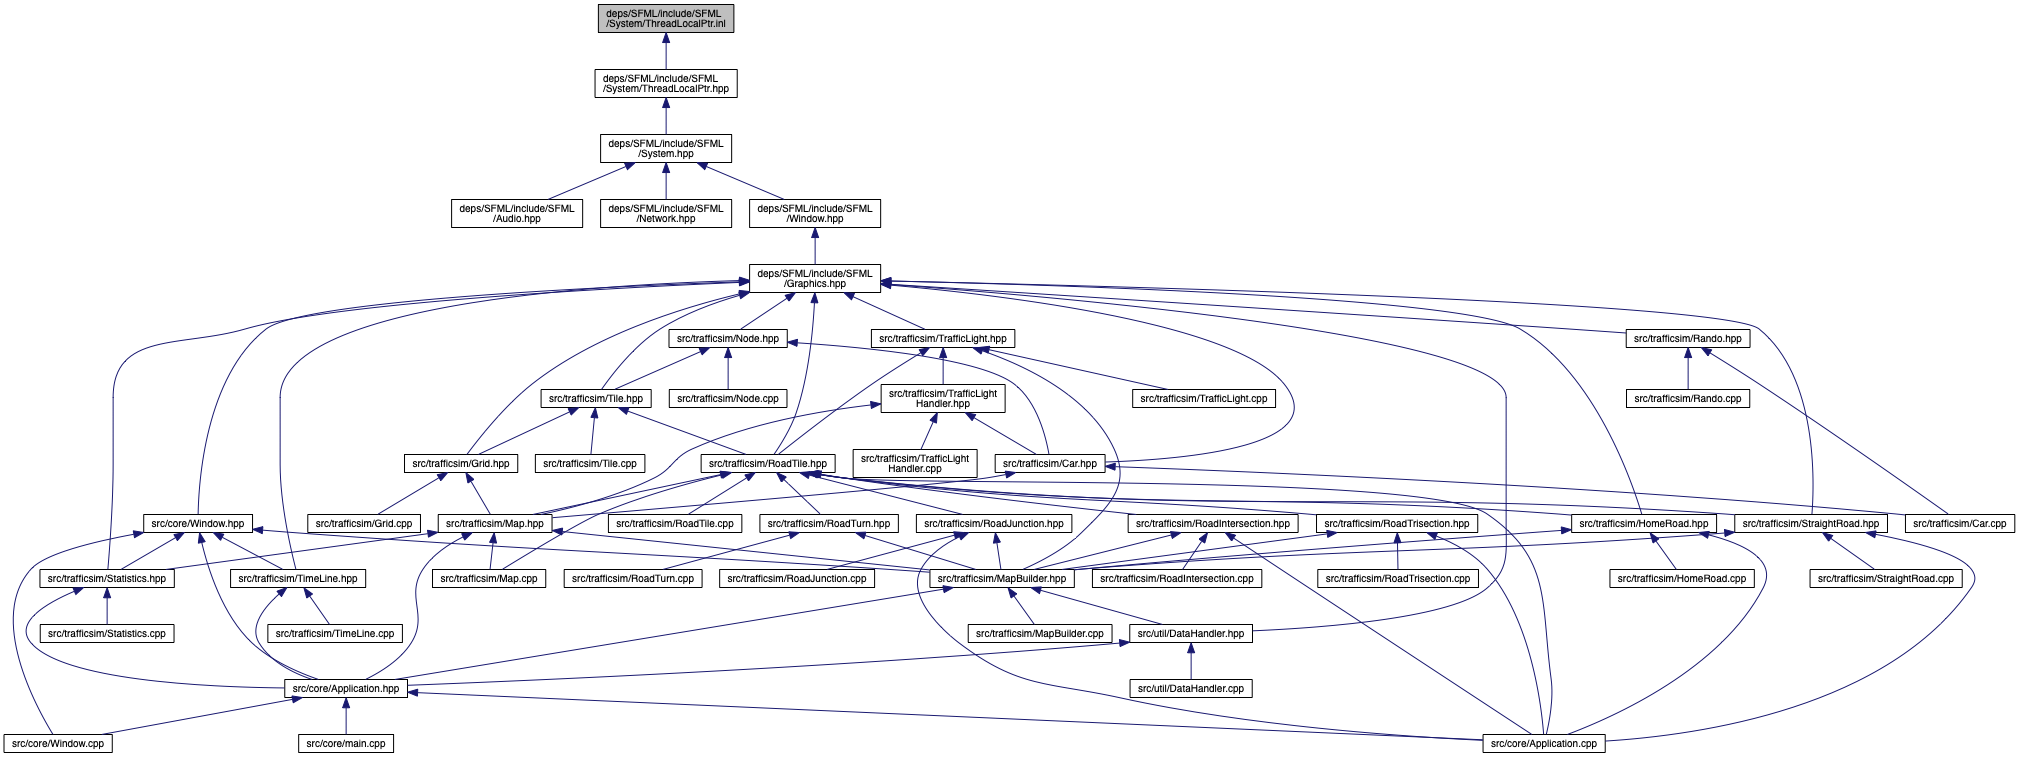 deps/SFML/include/SFML
/System/ThreadLocalPtr.inl
deps/SFML/include/SFML
/System/ThreadLocalPtr.hpp
deps/SFML/include/SFML
/System.hpp
deps/SFML/include/SFML
/Audio.hpp
deps/SFML/include/SFML
/Network.hpp
deps/SFML/include/SFML
/Window.hpp
deps/SFML/include/SFML
/Graphics.hpp
src/trafficsim/Node.hpp
src/trafficsim/TrafficLight.hpp
src/trafficsim/Rando.hpp
src/trafficsim/Tile.hpp
src/trafficsim/Node.cpp
src/trafficsim/TrafficLight
Handler.hpp
src/trafficsim/TrafficLight.cpp
src/trafficsim/Rando.cpp
src/trafficsim/Grid.hpp
src/trafficsim/Tile.cpp
src/trafficsim/RoadTile.hpp
src/trafficsim/TrafficLight
Handler.cpp
src/trafficsim/Car.hpp
src/core/Window.hpp
src/trafficsim/Grid.cpp
src/trafficsim/Map.hpp
src/trafficsim/RoadTile.cpp
src/trafficsim/RoadTurn.hpp
src/trafficsim/RoadJunction.hpp
src/trafficsim/RoadIntersection.hpp
src/trafficsim/RoadTrisection.hpp
src/trafficsim/HomeRoad.hpp
src/trafficsim/StraightRoad.hpp
src/trafficsim/Car.cpp
src/trafficsim/Statistics.hpp
src/trafficsim/TimeLine.hpp
src/trafficsim/Map.cpp
src/trafficsim/RoadTurn.cpp
src/trafficsim/RoadJunction.cpp
src/trafficsim/MapBuilder.hpp
src/trafficsim/RoadIntersection.cpp
src/trafficsim/RoadTrisection.cpp
src/trafficsim/HomeRoad.cpp
src/trafficsim/StraightRoad.cpp
src/trafficsim/Statistics.cpp
src/trafficsim/TimeLine.cpp
src/trafficsim/MapBuilder.cpp
src/util/DataHandler.hpp
src/core/Application.hpp
src/util/DataHandler.cpp
src/core/Window.cpp
src/core/main.cpp
src/core/Application.cpp